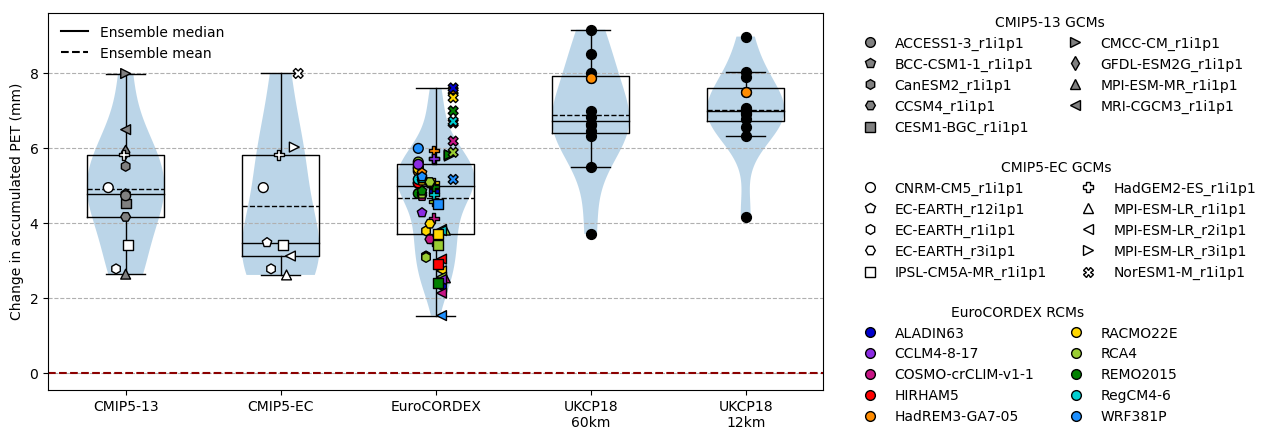 Change in accumulated PET (mm)
8
6
4
2
0
Ensemble median
Ensemble mean
CMIP5-13
CMIP5-EC
EuroCORDEX
UKCP18
60km
UKCP18
12km
CMIP5-13 GCMs
ACCESS1-3_r1i1p1
BCC-CSM1-1_r1i1p1
CanESM2_r1i1p1
CCSM4_r1i1p1
CESM1-BGC_r1i1p1
CMCC-CM_r1i1p1
GFDL-ESM2G_r1i1p1
MPI-ESM-MR_r1i1p1
MRI-CGCM3_r1i1p1
CMIP5-EC GCMs
CNRM-CM5_r1i1p1
EC-EARTH_r12i1p1
EC-EARTH_r1i1p1
EC-EARTH_r3i1p1
IPSL-CM5A-MR_r1i1p1
HadGEM2-ES_r1i1p1
MPI-ESM-LR_r1i1p1
MPI-ESM-LR_r2i1p1
MPI-ESM-LR_r3i1p1
NorESM1-M_r1i1p1
EuroCORDEX RCMs
ALADIN63
CCLM4-8-17
COSMO-crCLIM-v1-1
HIRHAM5
HadREM3-GA7-05
RACMO22E
RCA4
REMO2015
RegCM4-6
WRF381P